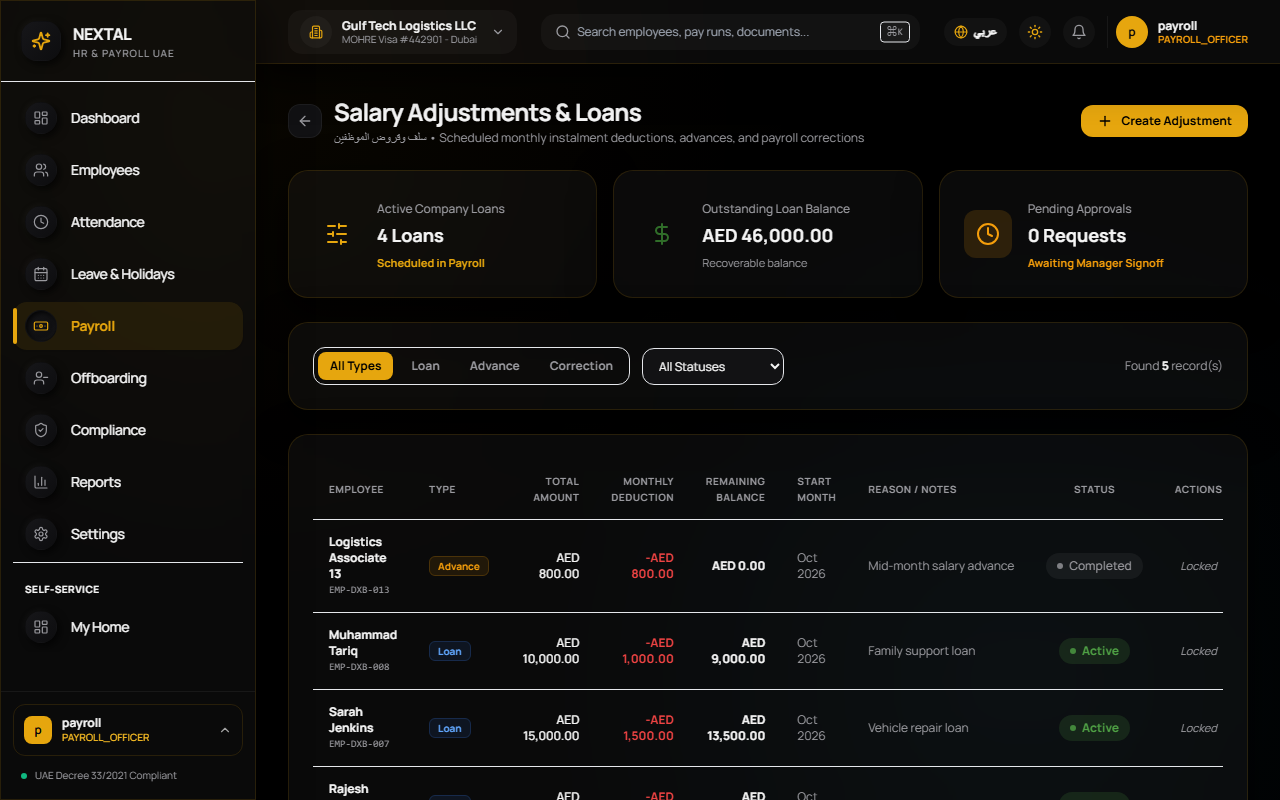 NEXTAL
HR & PAYROLL UAE
Dashboard
Employees
Attendance
Leave & Holidays
Payroll
Offboarding
Compliance
Reports
Settings
SELF-SERVICE
My Home
p
payroll
PAYROLL_OFFICER
UAE Decree 33/2021 Compliant
Gulf Tech Logistics LLC
MOHRE Visa #442901 - Dubai
Search employees, pay runs, documents...
⌘K
عربي
p
payroll
PAYROLL_OFFICER
Salary Adjustments & Loans
سلف وقروض الموظفين • Scheduled monthly instalment deductions, advances, and payroll corrections
Create Adjustment
Active Company Loans
4 Loans
Scheduled in Payroll
Outstanding Loan Balance
AED 46,000.00
Recoverable balance
Pending Approvals
0 Requests
Awaiting Manager Signoff
All Types
Loan
Advance
Correction
All Statuses
Found 5 record(s)
EMPLOYEE
TYPE
TOTAL
AMOUNT
MONTHLY
DEDUCTION
REMAINING
BALANCE
START
MONTH
REASON / NOTES
STATUS
ACTIONS
Logistics
Associate
13
EMP-DXB-013
Advance
AED
800.00
-AED
800.00
AED 0.00
Oct
2026
Mid-month salary advance
Completed
Locked
Muhammad
Tariq
EMP-DXB-008
Loan
AED
10,000.00
-AED
1,000.00
AED
9,000.00
Oct
2026
Family support loan
Active
Locked
Sarah
Jenkins
EMP-DXB-007
Loan
AED
15,000.00
-AED
1,500.00
AED
13,500.00
Oct
2026
Vehicle repair loan
Active
Locked
Rajesh
AED
-AED
AED
Oct